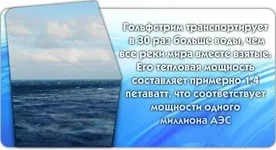 Гольфстрим транспортирует
в 30 раз больше воды, чем
все реки мира вместе взятые.
Его тепловая мощность
составляет примерно 1,4
петаватт, что соответствует
мощности одного
миллиона АЭС